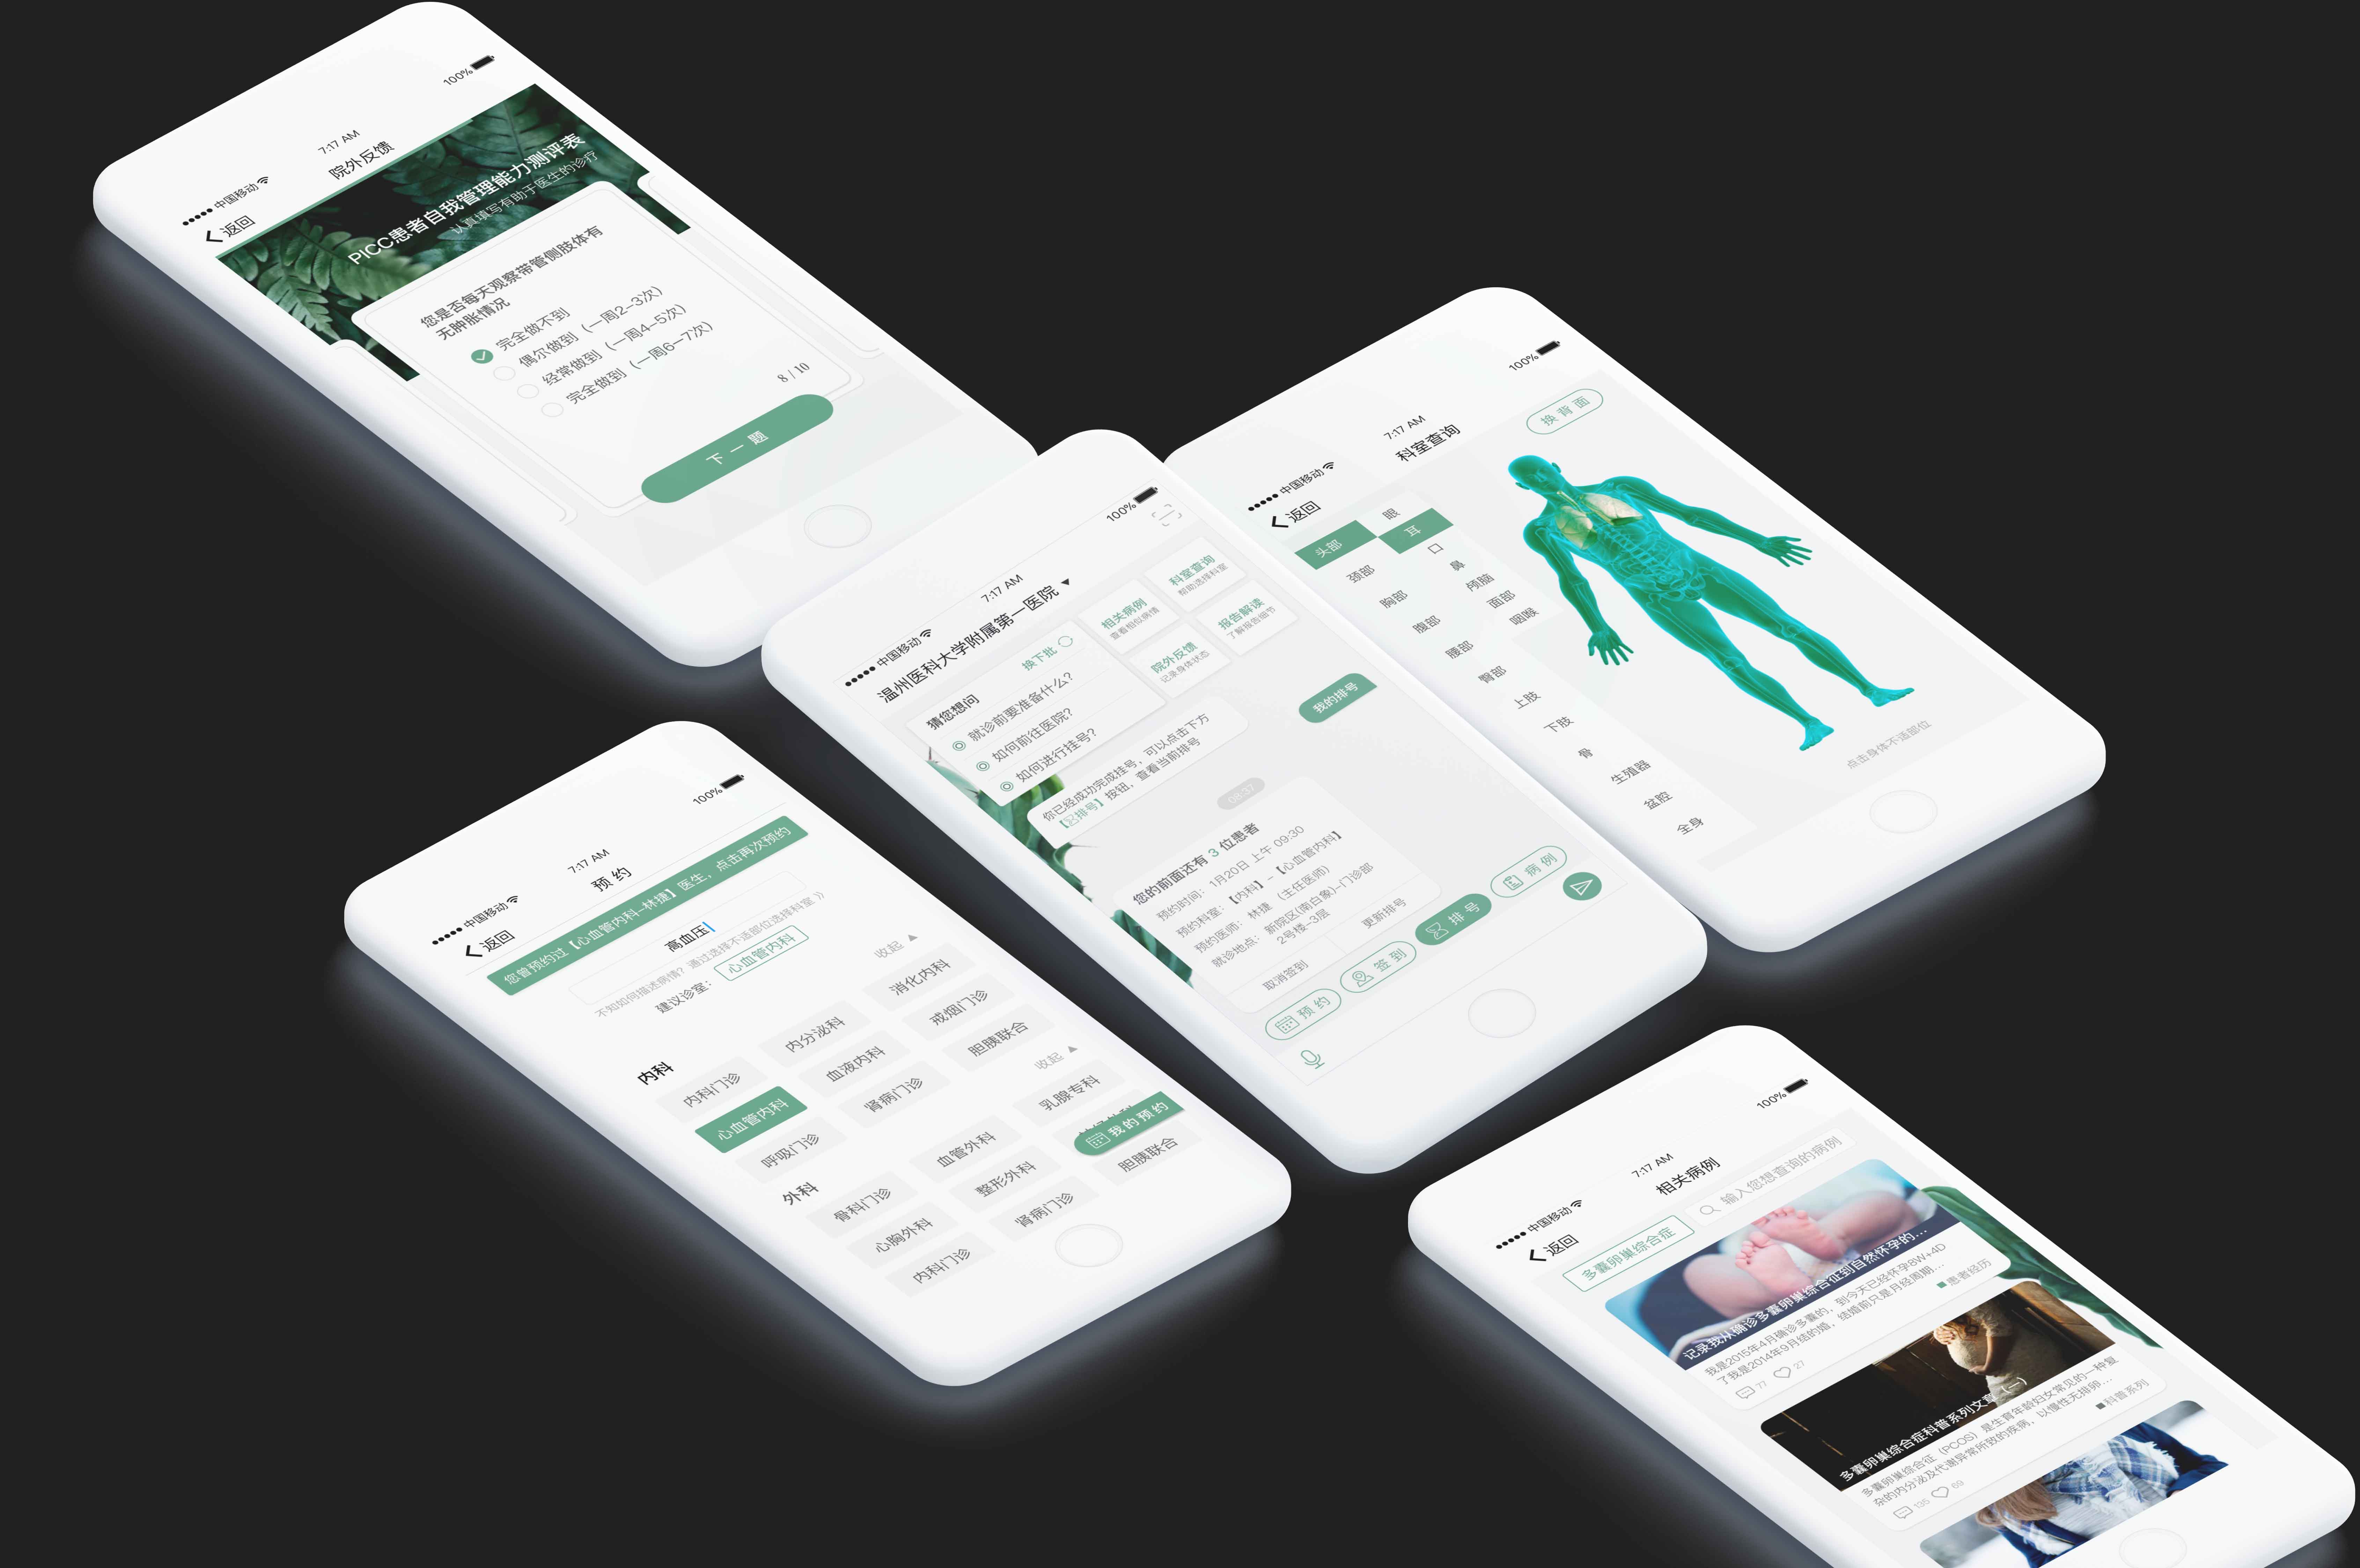 100%
7:17 AM
中国移动
院外反馈
返回
PICC患者自我管理能力测评表
认真填写有助于医生的诊疗
您是否每天观察带管侧肢体有
无肿胀情况
完全做不到
偶尔做到（一周2-3次）
经常做到（一周4-5次）
完全做到（一周6-7次）
8 / 10
下一题
100%
7:17 AM
中国移动
科室查询
返回
换背面
头部
颈部
胸部
腹部
腰部
臀部
上肢
下肢
骨
生殖器
盆腔
全身
眼
耳
口
鼻
颅脑
面部
咽喉
点击身体不适部位
100%
7:17 AM
中国移动
温州医科大学附属第一医院
猜您想问
换下批
就诊前要准备什么?
如何前往医院?
如何进行挂号?
相关病例
查看相似病情
科室查询
帮助选择科室
院外反馈
记录身体状态
报告解读
了解报告细节
我的排号
你已经成功完成挂号，可以点击下方
【排号】按钮，查看当前排号
您的前面还有 3 位患者
预约时间：1月20日 上午 09:30
预约科室：【内科】-【心血管内科】
预约医师：林捷 （主任医师）
就诊地点：新院区(南白象)-门诊部
2号楼-3层
取消签到
更新排号
预约
签到
排号
病例
100%
7:17 AM
中国移动
预约
返回
您曾预约过【心血管内科-林捷】医生，点击再次预约
高血压
不知如何描述病情？通过选择不适部位选择科室 》
建议诊室：
心血管内科
内科
收起
内科门诊
内分泌科
消化内科
心血管内科
血液内科
戒烟门诊
呼吸门诊
肾病门诊
胆胰联合
外科
收起
骨科门诊
血管外科
乳腺专科
心胸外科
整形外科
内科门诊
肾病门诊
胆胰联合
我的预约
100%
7:17 AM
中国移动
相关病例
返回
多囊卵巢综合症
输入您想查询的病例
记录我从确诊多囊卵巢综合征到自然怀孕的...
我是2015年4月确诊多囊的，到今天已经怀孕8W+4D
了我是2014年9月结的婚，结婚前只是月经周期...
77
27
患者经历
多囊卵巢综合症科普系列文章（一）
多囊卵巢综合征（PCOS）是生育年龄妇女常见的一种复
杂的内分泌及代谢异常所致的疾病，以慢性无排卵...
135
69
科普系列